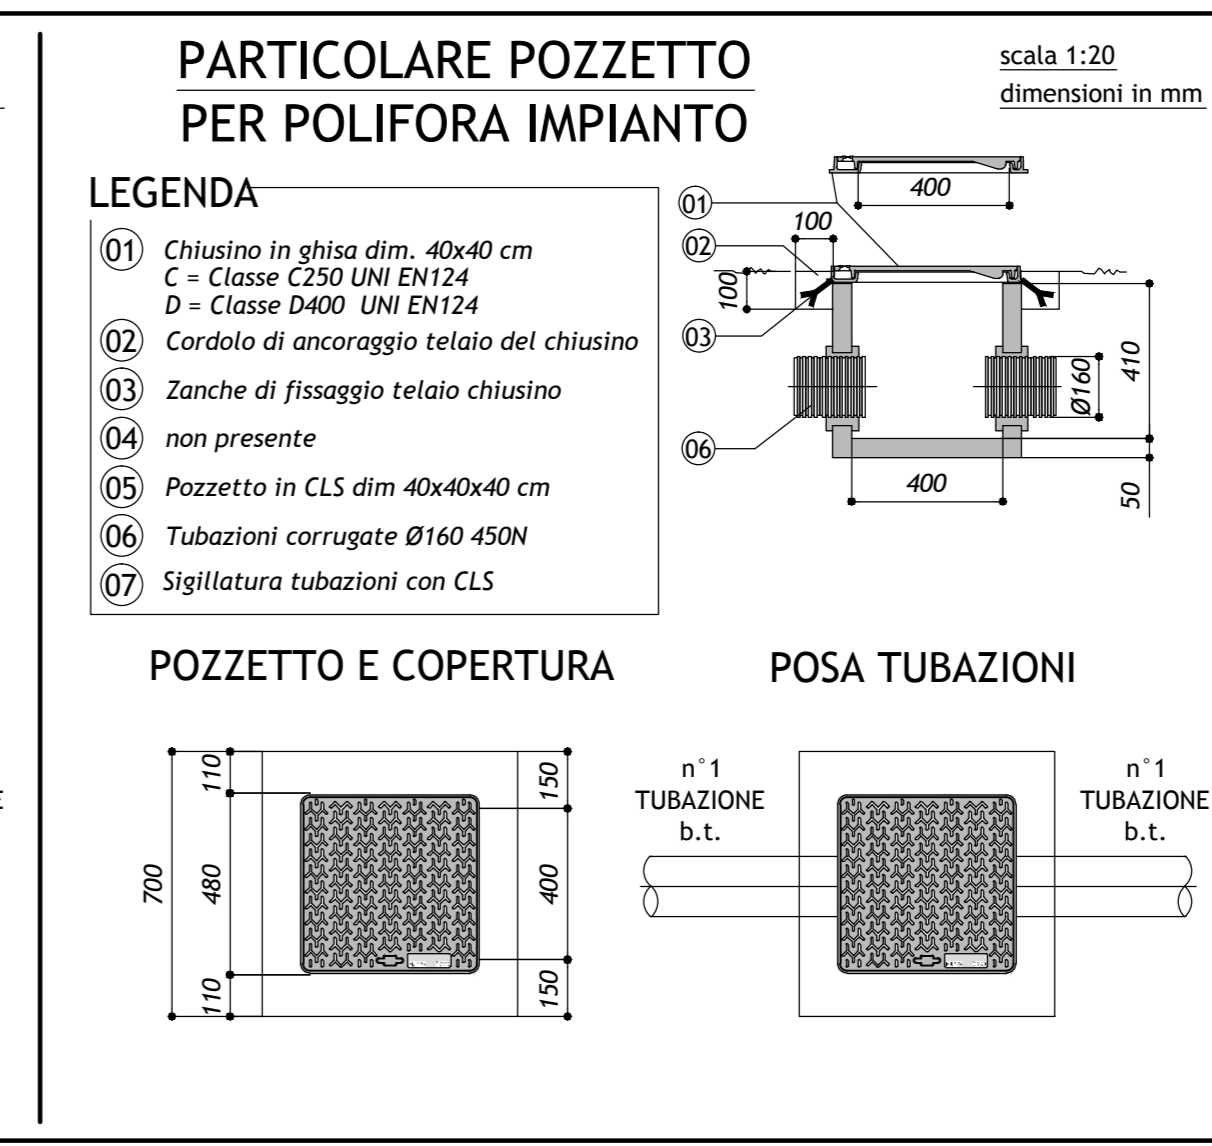 PARTICOLARE POZZETTO
PER POLIFORA IMPIANTO
scala 1:20
dimensioni in mm
LEGENDA
01 Chiusino in ghisa dim. 40x40 cm
C = Classe C250 UNI EN124
D = Classe D400 UNI EN124
02 Cordolo di ancoraggio telaio del chiusino
03 Zanche di fissaggio telaio chiusino
04 non presente
05 Pozzetto in CLS dim 40x40x40 cm
06 Tubazioni corrugate Ø160 450N
07 Sigillatura tubazioni con CLS
400
01
100
02
100
03
410
Ø160
06
400
50
POZZETTO E COPERTURA
110
150
700
480
400
110
150
POSA TUBAZIONI
n°1
TUBAZIONE
b.t.
n°1
TUBAZIONE
b.t.